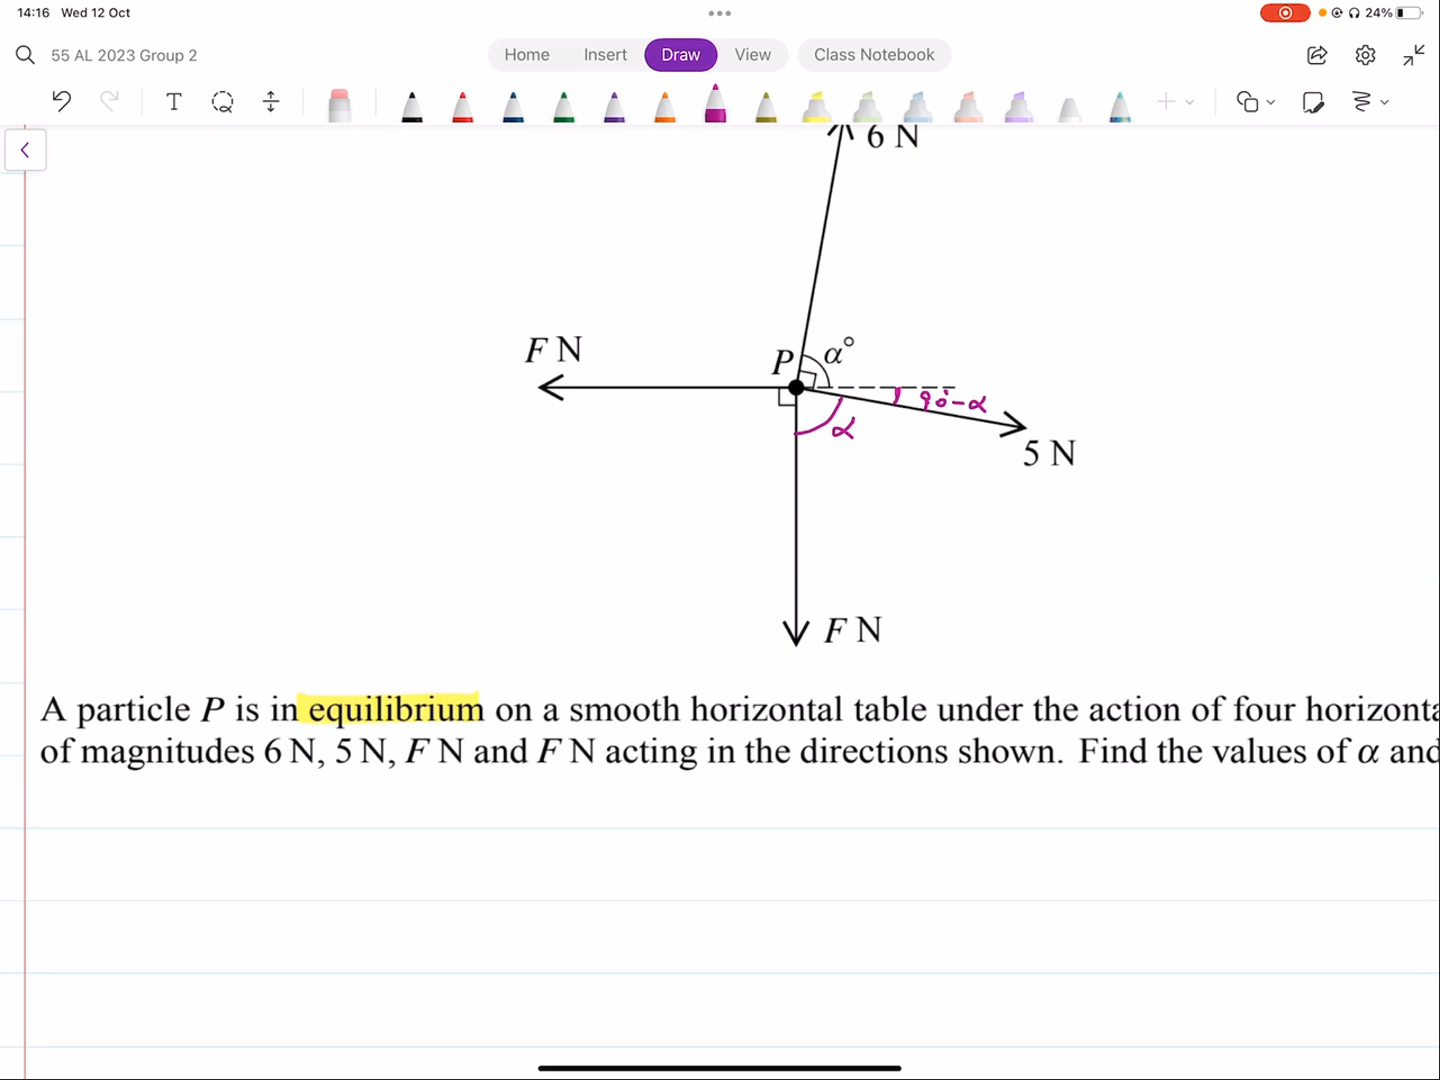 14:16 Wed 12 Oct
24%
55 AL 2023 Group 2
Home Insert Draw View Class Notebook
T
6 N
F N
P α°
90°-α
α
5 N
F N
A particle P is in equilibrium on a smooth horizontal table under the action of four horizonta
of magnitudes 6 N, 5 N, F N and F N acting in the directions shown. Find the values of α and